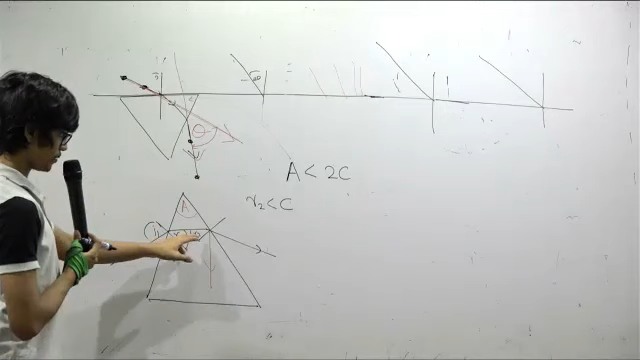 θ
A < 2C
r₂ < C
A